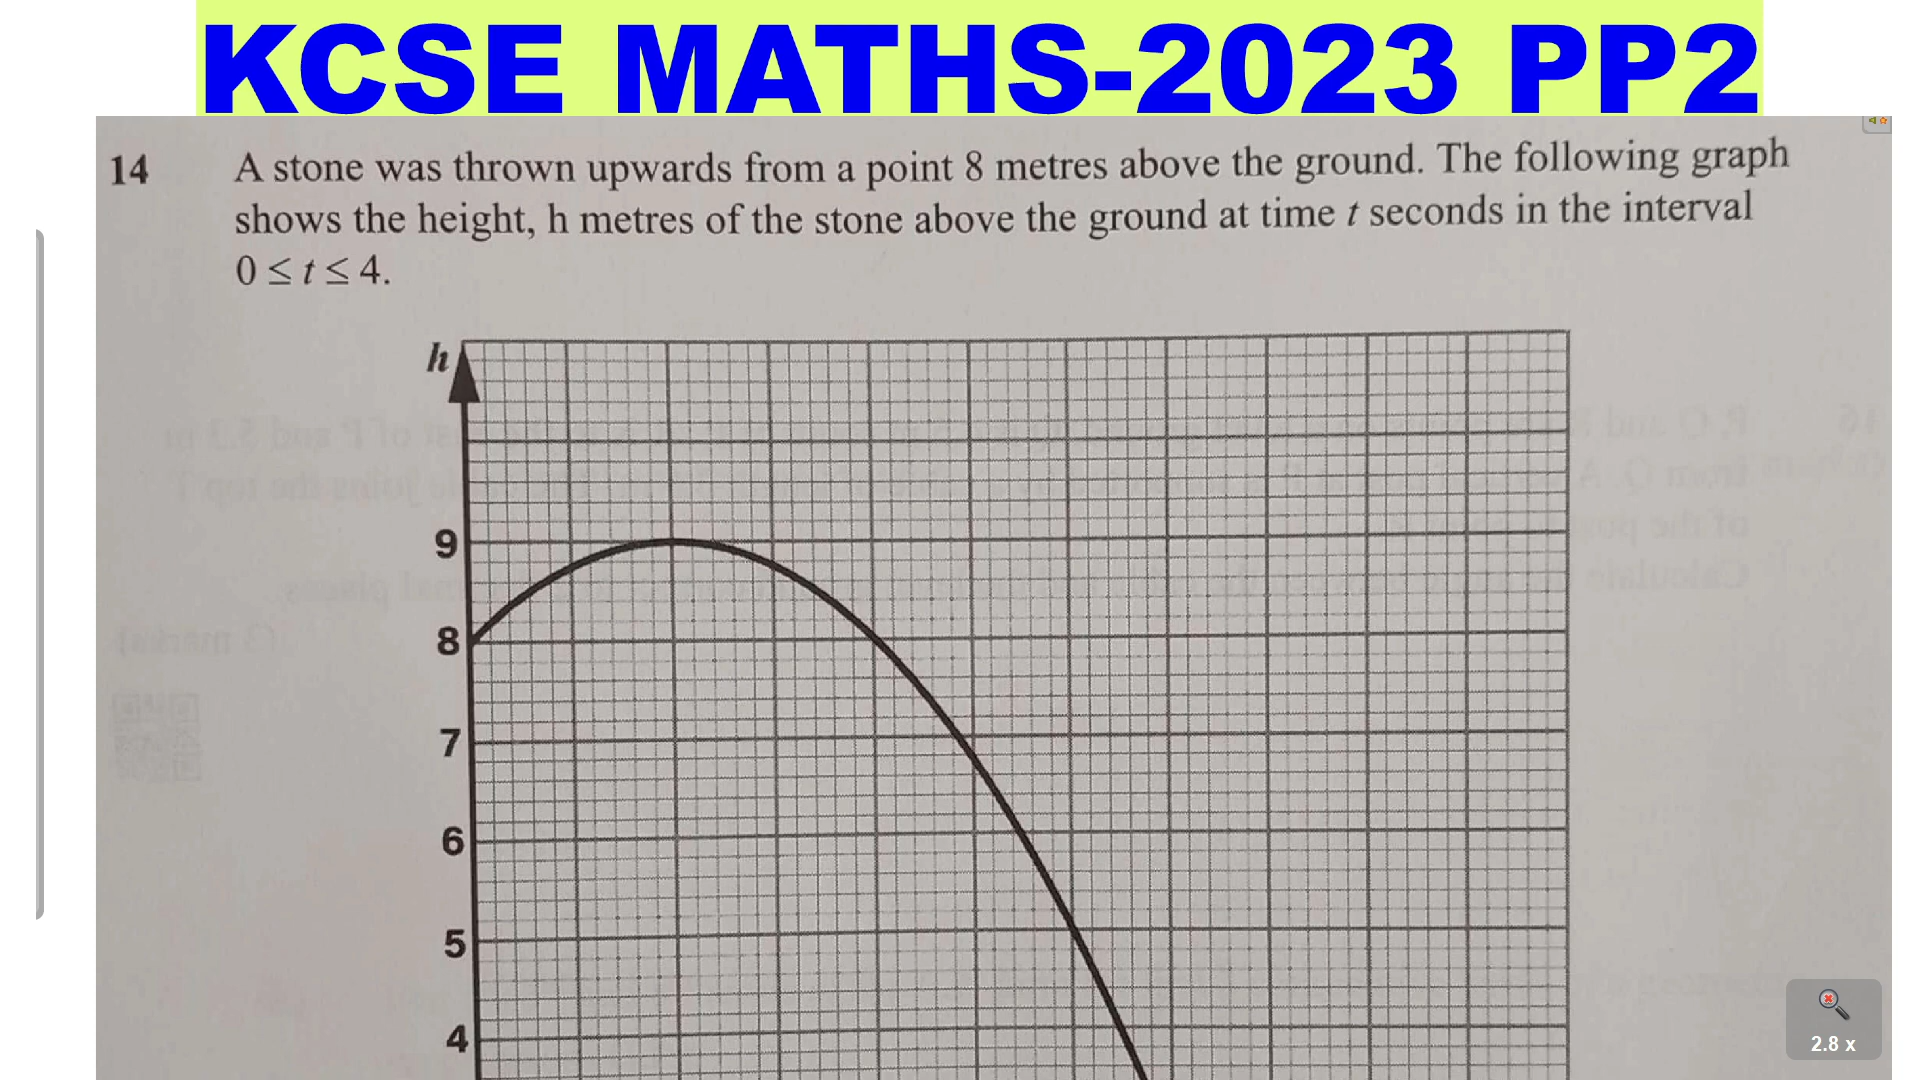 KCSE MATHS-2023 PP2
14 A stone was thrown upwards from a point 8 metres above the ground. The following graph
shows the height, h metres of the stone above the ground at time t seconds in the interval
0 ≤ t ≤ 4.
h
9
8
7
6
5
4
2.8 x